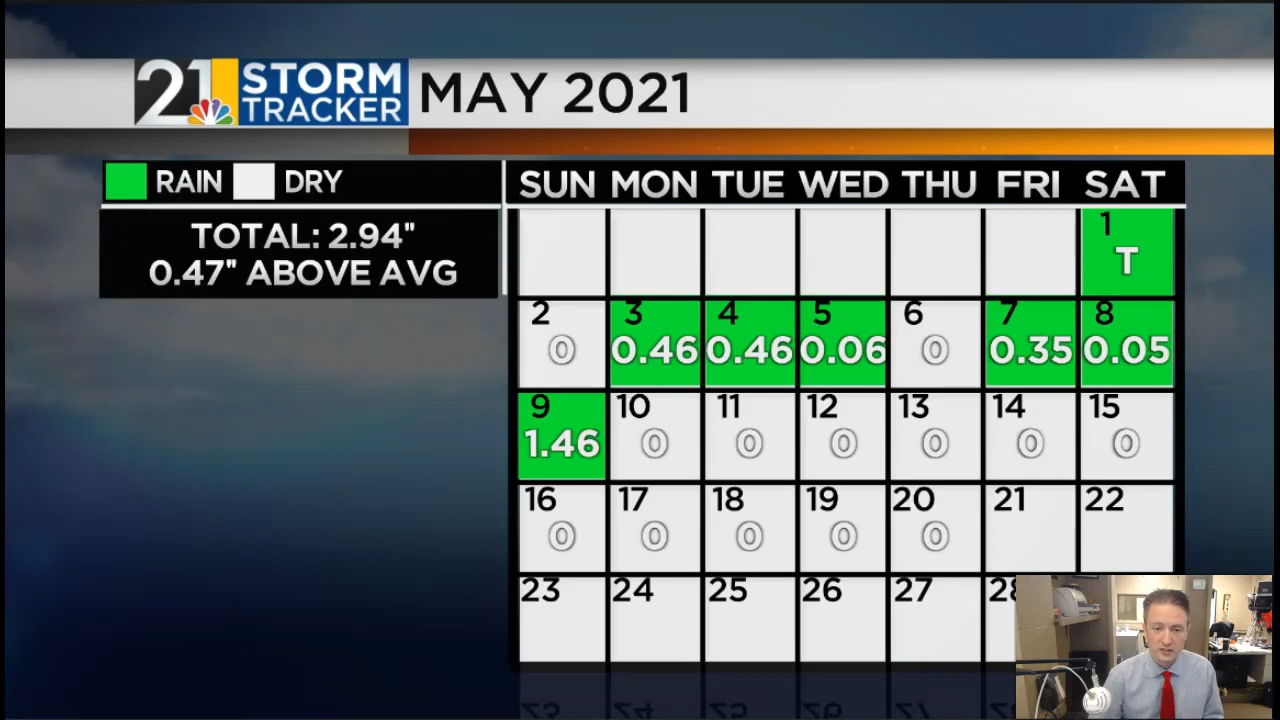 21 STORM TRACKER MAY 2021
RAIN DRY SUN MON TUE WED THU FRI SAT
TOTAL: 2.94"
0.47" ABOVE AVG
1
T
2 3 4 5 6 7 8
0 0.46 0.46 0.06 0 0.35 0.05
9 10 11 12 13 14 15
1.46 0 0 0 0 0 0
16 17 18 19 20 21 22
0 0 0 0 0
23 24 25 26 27 28